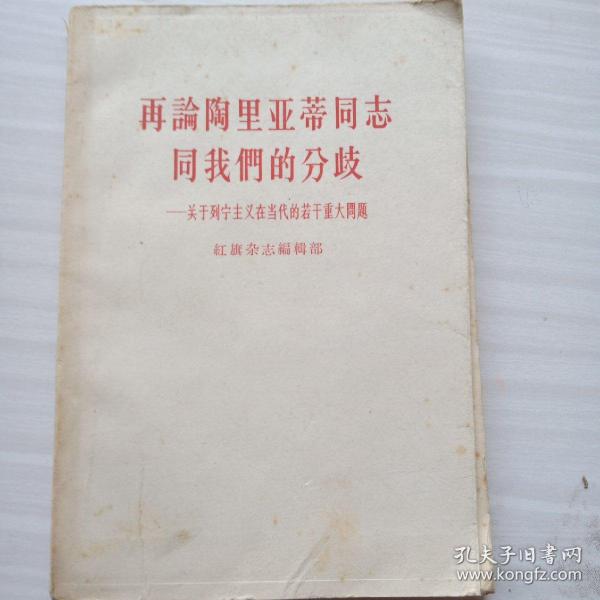 再論陶里亚蒂同志
同我們的分歧
——关于列宁主义在当代的若干重大問題
紅旗杂志編輯部
孔夫子旧书网
www.kongfz.com